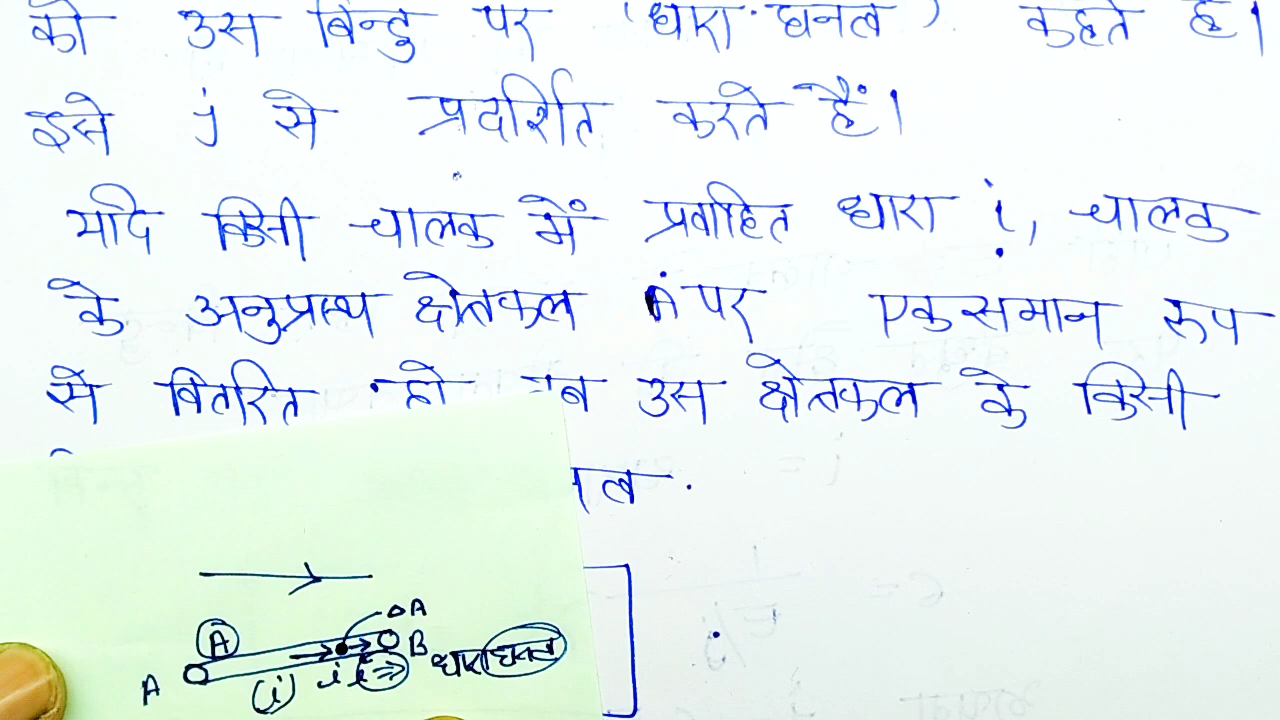 को उस बिन्दु पर 'धारा घनत्व' कहते हैं।
इसे j से प्रदर्शित करते हैं।
यदि किसी चालक में प्रवाहित धारा i, चालक
के अनुप्रस्थ क्षेत्रफल A पर एकसमान रूप
से वितरित हो तब उस क्षेत्रफल के किसी
ΔA
A B धारा घनत्व
A (i) i i